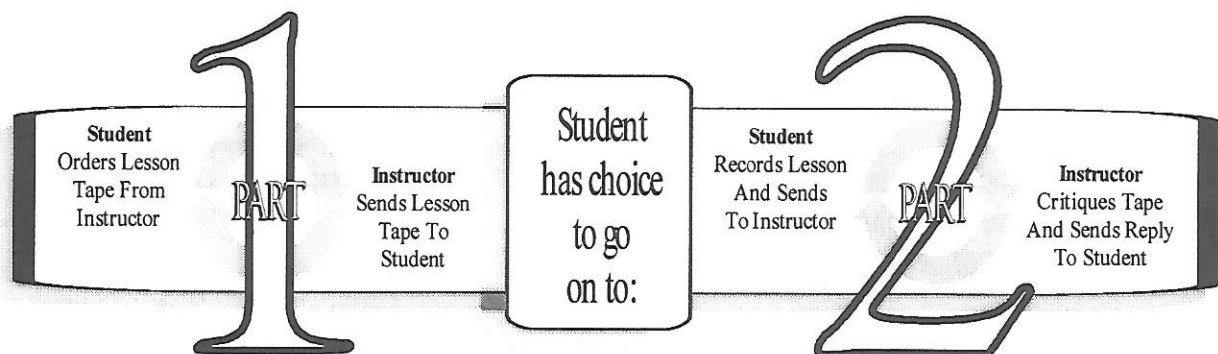 1
PART
Student
Orders Lesson
Tape From
Instructor
Instructor
Sends Lesson
Tape To
Student
Student
has choice
to go
on to:
2
PART
Student
Records Lesson
And Sends
To Instructor
Instructor
Critiques Tape
And Sends Reply
To Student